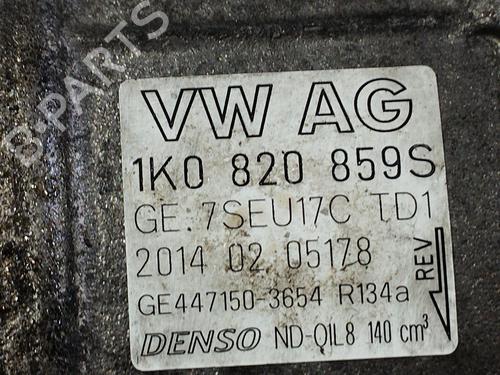 B-PARTS
VW AG
1K0 820 859S
GE.7SEU17C TD1
2014 02 05178
GE447150-3654 R134a
DENSO ND-OIL8 140 cm³
REV